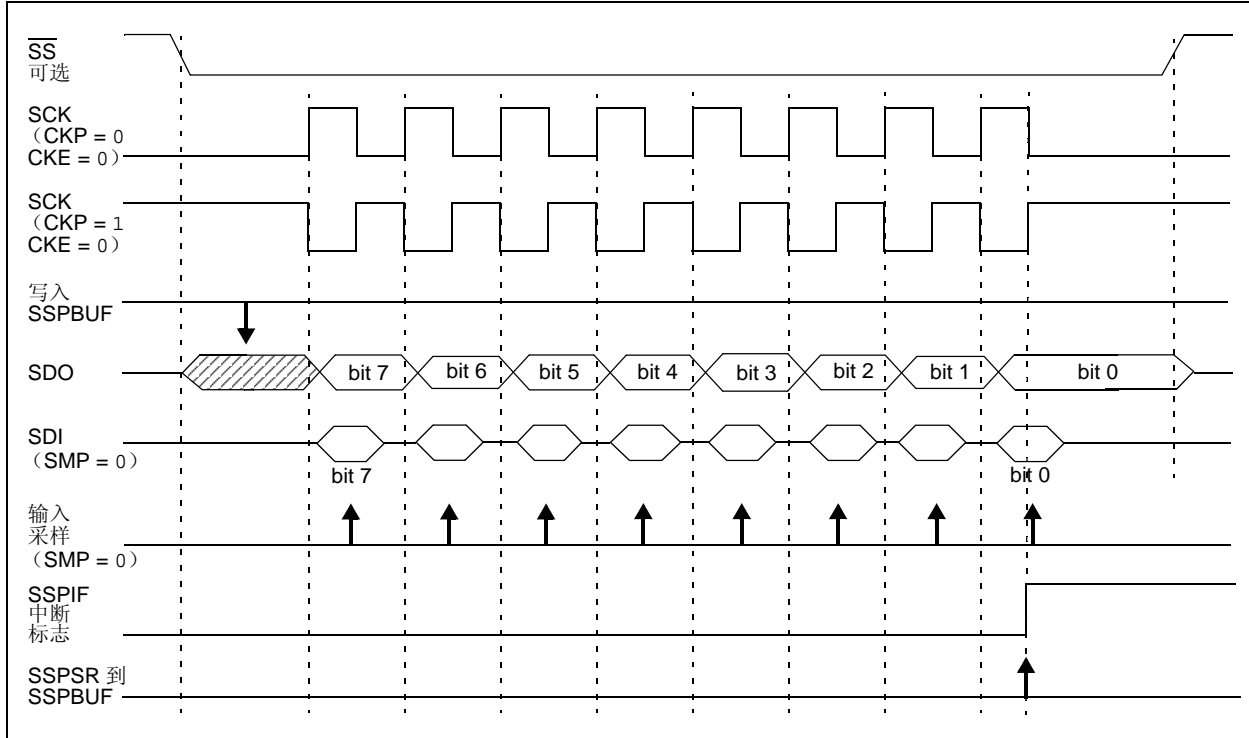 SS
可选
SCK
（CKP = 0
CKE = 0）
SCK
（CKP = 1
CKE = 0）
写入
SSPBUF
SDO
bit 7
bit 6
bit 5
bit 4
bit 3
bit 2
bit 1
bit 0
SDI
（SMP = 0）
bit 7
bit 0
输入
采样
（SMP = 0）
SSPIF
中断
标志
SSPSR 到
SSPBUF